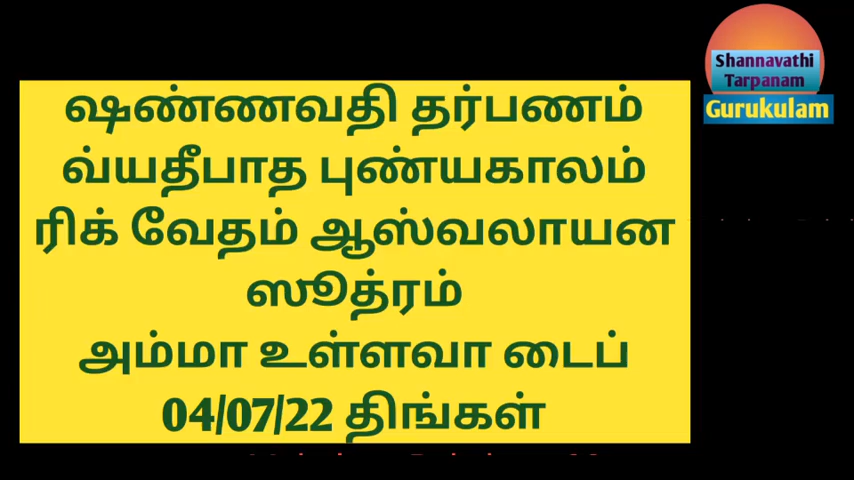 Shannavathi
Tarpanam
Gurukulam
ஷண்ணவதி தர்பணம்
வ்யதீபாத புண்யகாலம்
ரிக் வேதம் ஆஸ்வலாயன
ஸூத்ரம்
அம்மா உள்ளவா டைப்
04/07/22 திங்கள்